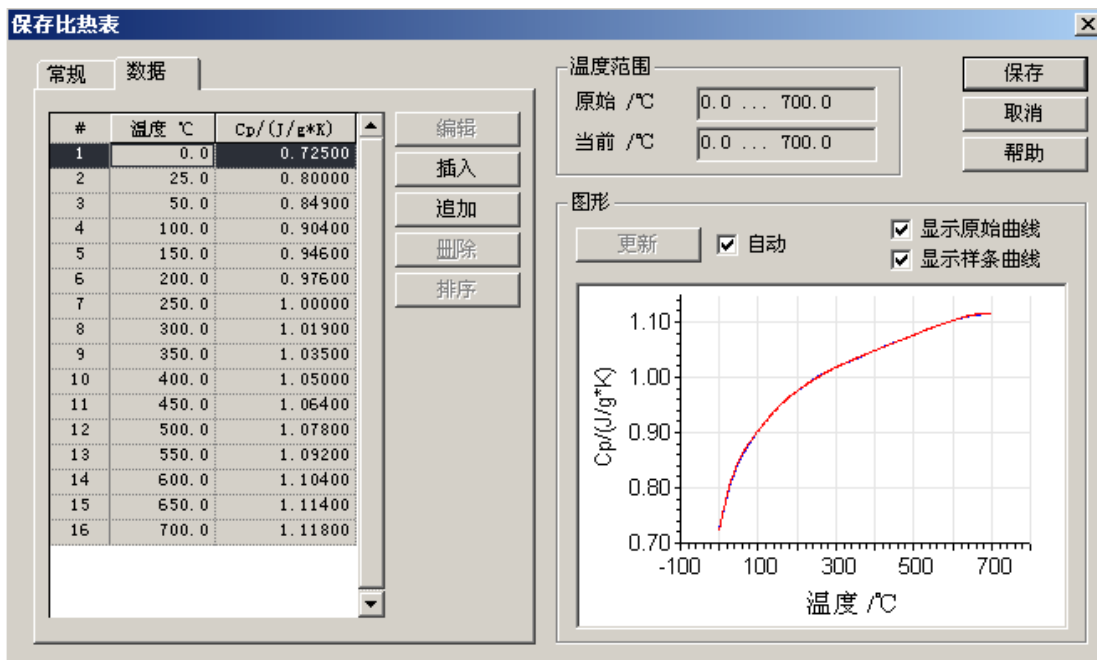 保存比热表
常规 数据
# 温度 ℃ Cp/(J/g*K)
1 0.0 0.72500
2 25.0 0.80000
3 50.0 0.84900
4 100.0 0.90400
5 150.0 0.94600
6 200.0 0.97600
7 250.0 1.00000
8 300.0 1.01900
9 350.0 1.03500
10 400.0 1.05000
11 450.0 1.06400
12 500.0 1.07800
13 550.0 1.09200
14 600.0 1.10400
15 650.0 1.11400
16 700.0 1.11800
编辑
插入
追加
删除
排序
温度范围
原始 /℃ 0.0 ... 700.0
当前 /℃ 0.0 ... 700.0
保存
取消
帮助
图形
更新 自动
显示原始曲线
显示样条曲线
Cp/(J/g*K)
1.10
1.00
0.90
0.80
0.70
-100 100 300 500 700
温度 /℃